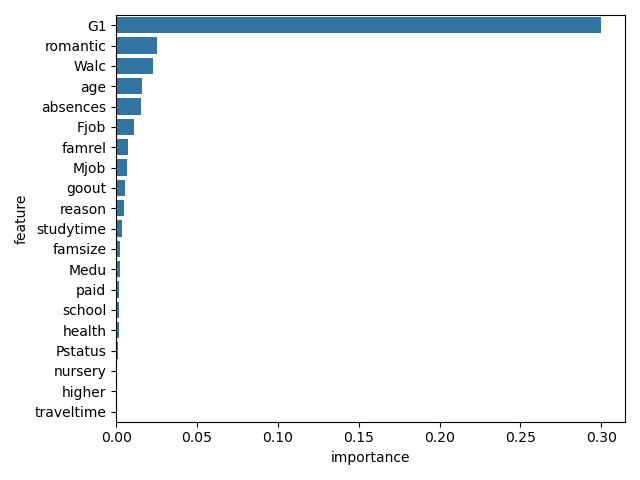 G1
romantic
Walc
age
absences
Fjob
famrel
Mjob
goout
reason
studytime
famsize
Medu
paid
school
health
Pstatus
nursery
higher
traveltime
feature
0.00 0.05 0.10 0.15 0.20 0.25 0.30
importance